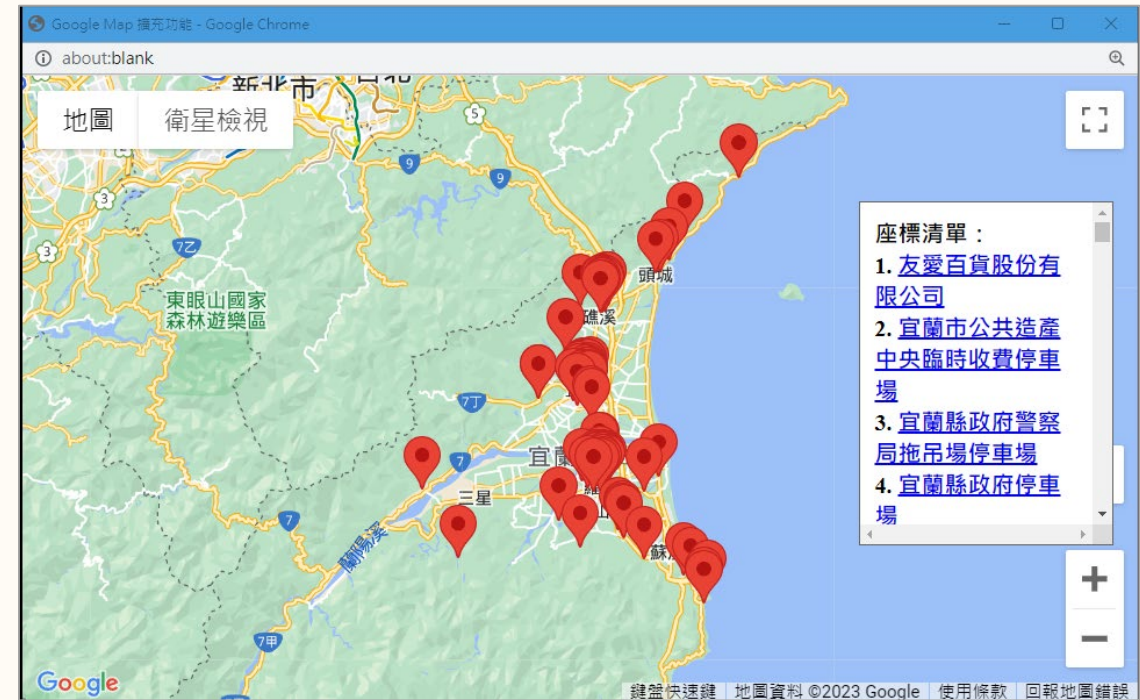 Google Map 擴充功能 - Google Chrome
about:blank
新北市
地圖
衛星檢視
5
9
9
3
7乙
3
東眼山國家
森林遊樂區
頭城
礁溪
7丁
7
宜蘭
三星
7
蘭陽溪
蘇澳
7甲
座標清單：
1. 友愛百貨股份有
限公司
2. 宜蘭市公共造產
中央臨時收費停車
場
3. 宜蘭縣政府警察
局拖吊場停車場
4. 宜蘭縣政府停車
場
Google
鍵盤快速鍵
地圖資料 ©2023 Google
使用條款
回報地圖錯誤